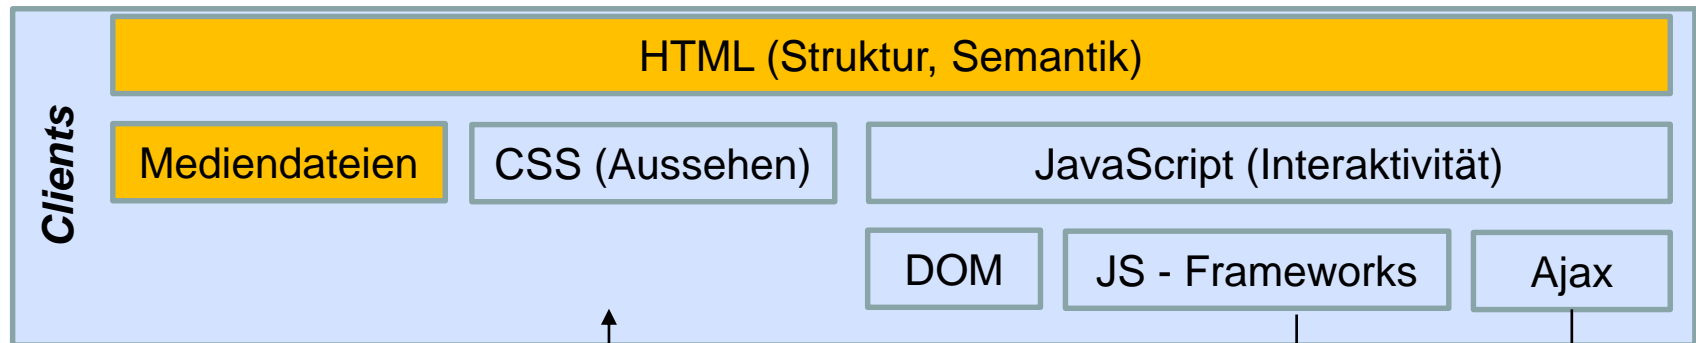 HTML (Struktur, Semantik)
Clients
Mediendateien
CSS (Aussehen)
JavaScript (Interaktivität)
DOM
JS - Frameworks
Ajax